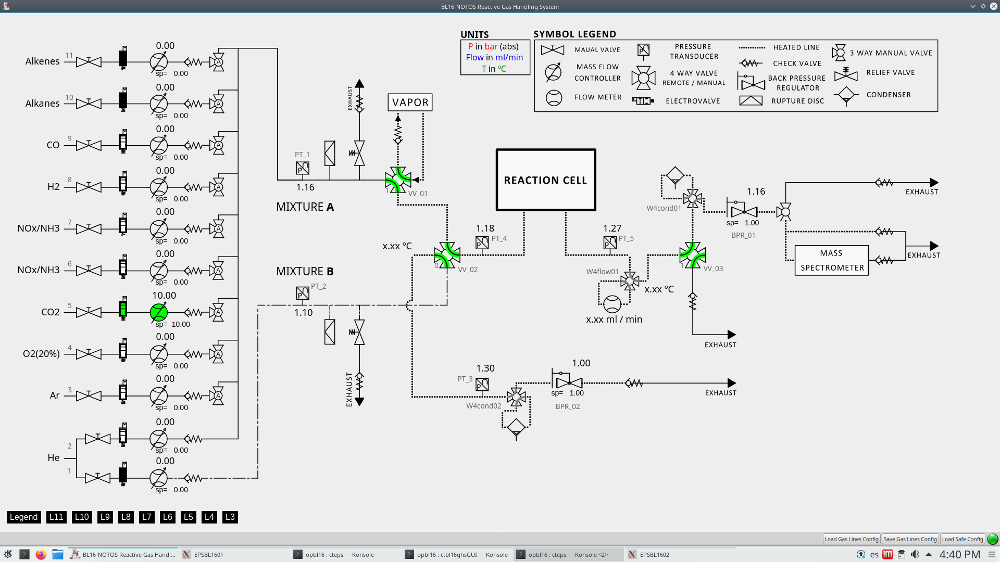 BL16-NOTOS Reactive Gas Handling System
UNITS
P in bar (abs)
Flow in ml/min
T in ºC
SYMBOL LEGEND
MAUAL VALVE
MASS FLOW
CONTROLLER
FLOW METER
PRESSURE
TRANSDUCER
4 WAY VALVE
REMOTE / MANUAL
ELECTROVALVE
HEATED LINE
CHECK VALVE
BACK PRESSURE
REGULATOR
RUPTURE DISC
3 WAY MANUAL VALVE
RELIEF VALVE
CONDENSER
P
Alkenes 11 0.00 A
sp= 0.00
Alkanes 10 0.00 A
sp= 0.00
CO 9 0.00 A
sp= 0.00
H2 8 0.00 A
sp= 0.00
NOx/NH3 7 0.00 A
sp= 0.00
NOx/NH3 6 0.00 A
sp= 0.00
CO2 5 10.00 A
sp= 10.00
O2(20%) 4 0.00 A
sp= 0.00
Ar 3 0.00 A
sp= 0.00
He
2 0.00
sp= 0.00
1 0.00
sp= 0.00
EXHAUST
VAPOR
PT_1
P
1.16
1
VV_01
MIXTURE A
REACTION CELL
x.xx ºC
1.18
P
PT_4
0
VV_02
MIXTURE B
P
PT_2
1.10
EXHAUST
1.27
P
PT_5
W4flow01
x.xx ºC
x.xx ml / min
W4cond01
1
VV_03
EXHAUST
1.16
sp= 1.00
BPR_01
EXHAUST
EXHAUST
MASS
SPECTROMETER
1.30
PT_3
P
W4cond02
1.00
sp= 1.00
BPR_02
EXHAUST
Legend L11 L10 L9 L8 L7 L6 L5 L4 L3
Load Gas Lines Config Save Gas Lines Config Load Safe Config
BL16-NOTOS Reactive Gas Handl... EPSBL1601 opbl16 : cteps — Konsole opbl16 : ctbl16ghsGUI — Konsole opbl16 : cteps — Konsole <2> EPSBL1602 es 4:40 PM